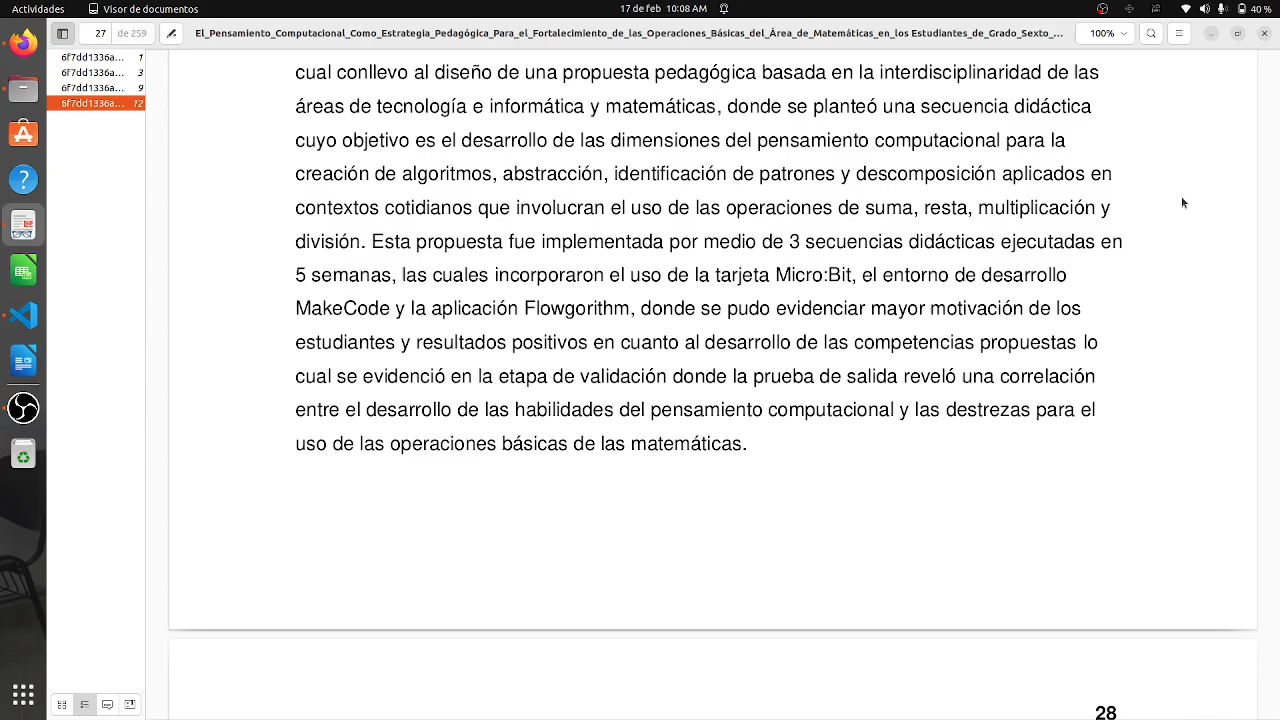 Actividades
Visor de documentos
17 de feb 10:08 AM
40 %
27
de 259
El_Pensamiento_Computacional_Como_Estrategia_Pedagógica_Para_el_Fortalecimiento_de_las_Operaciones_Básicas_del_Área_de_Matemáticas_en_los Estudiantes_de_Grado_Sexto_...
100%
6f7dd1336a... 1
6f7dd1336a... 3
6f7dd1336a... 9
6f7dd1336a... 12
cual conllevo al diseño de una propuesta pedagógica basada en la interdisciplinaridad de las
áreas de tecnología e informática y matemáticas, donde se planteó una secuencia didáctica
cuyo objetivo es el desarrollo de las dimensiones del pensamiento computacional para la
creación de algoritmos, abstracción, identificación de patrones y descomposición aplicados en
contextos cotidianos que involucran el uso de las operaciones de suma, resta, multiplicación y
división. Esta propuesta fue implementada por medio de 3 secuencias didácticas ejecutadas en
5 semanas, las cuales incorporaron el uso de la tarjeta Micro:Bit, el entorno de desarrollo
MakeCode y la aplicación Flowgorithm, donde se pudo evidenciar mayor motivación de los
estudiantes y resultados positivos en cuanto al desarrollo de las competencias propuestas lo
cual se evidenció en la etapa de validación donde la prueba de salida reveló una correlación
entre el desarrollo de las habilidades del pensamiento computacional y las destrezas para el
uso de las operaciones básicas de las matemáticas.
28